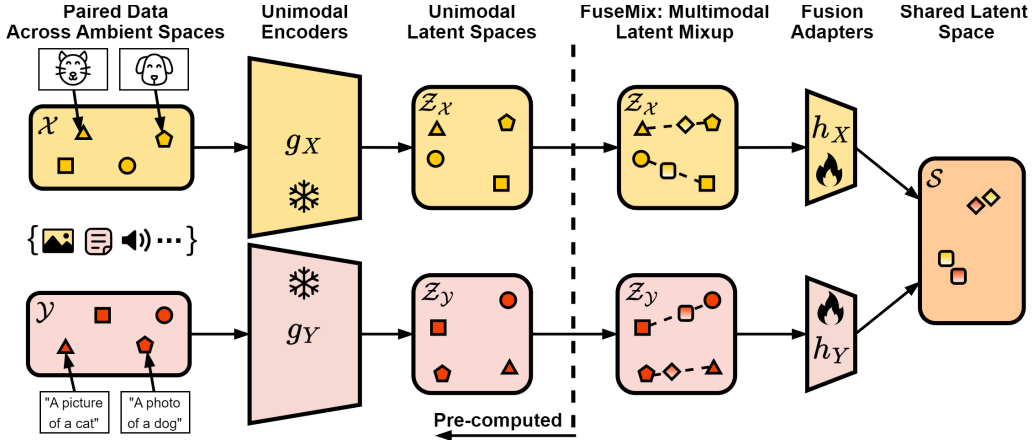 Paired Data
Across Ambient Spaces
Unimodal
Encoders
Unimodal
Latent Spaces
FuseMix: Multimodal
Latent Mixup
Fusion
Adapters
Shared Latent
Space
𝒳
g_X
𝒵_𝒳
𝒵_𝒳
h_X
𝒮
{ ... }
𝒴
g_Y
𝒵_𝒴
𝒵_𝒴
h_Y
"A picture
of a cat"
"A photo
of a dog"
Pre-computed